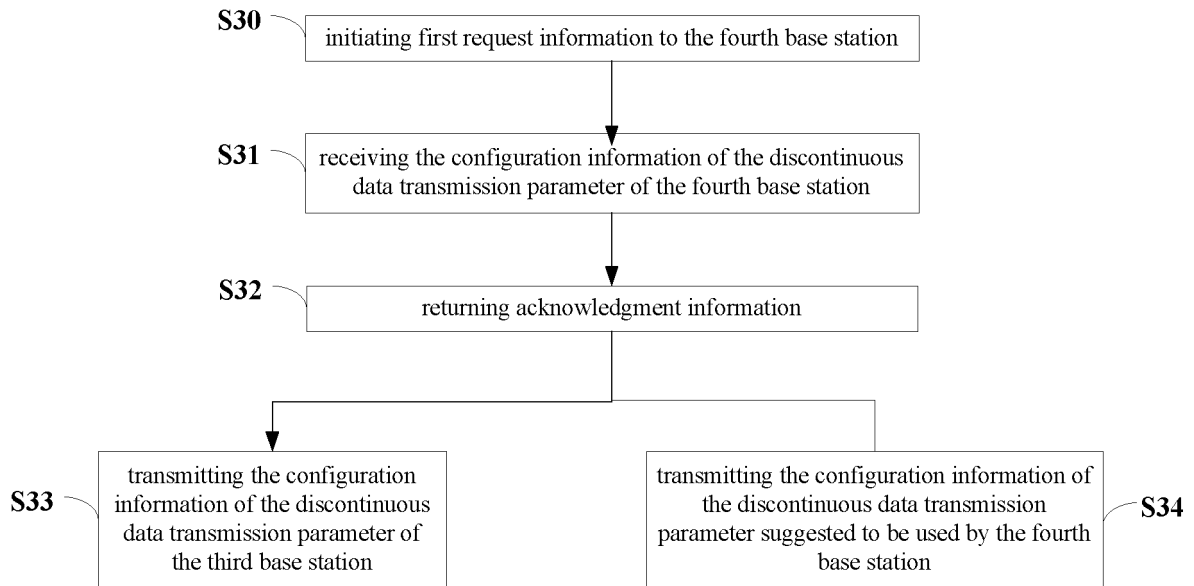 S30
initiating first request information to the fourth base station
S31
receiving the configuration information of the discontinuous
data transmission parameter of the fourth base station
S32
returning acknowledgment information
S33
transmitting the configuration
information of the discontinuous
data transmission parameter of
the third base station
transmitting the configuration information of
the discontinuous data transmission
parameter suggested to be used by the fourth
base station
S34